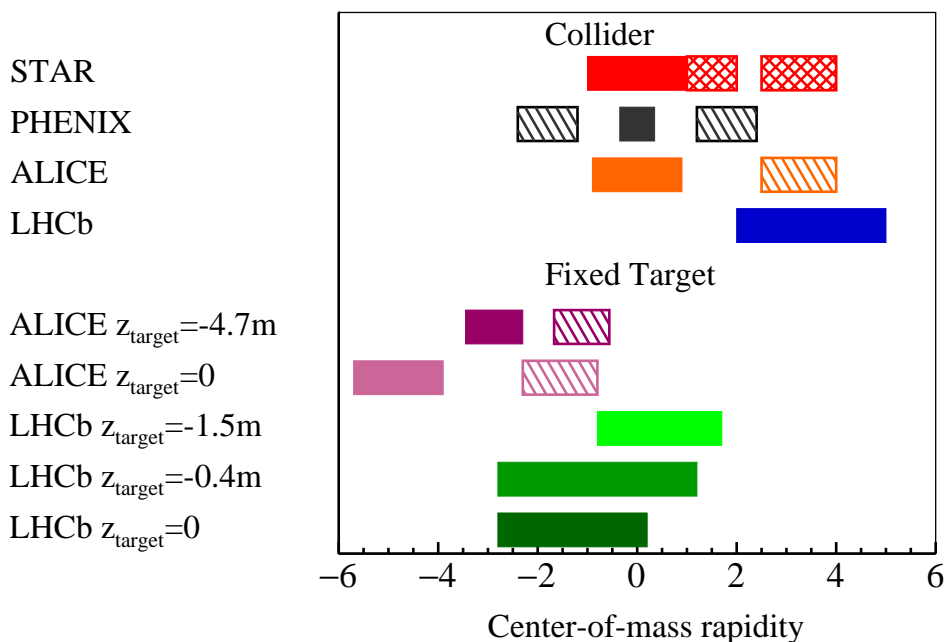 Collider
STAR
PHENIX
ALICE
LHCb
Fixed Target
ALICE z_target=-4.7m
ALICE z_target=0
LHCb z_target=-1.5m
LHCb z_target=-0.4m
LHCb z_target=0
−6 −4 −2 0 2 4 6
Center-of-mass rapidity